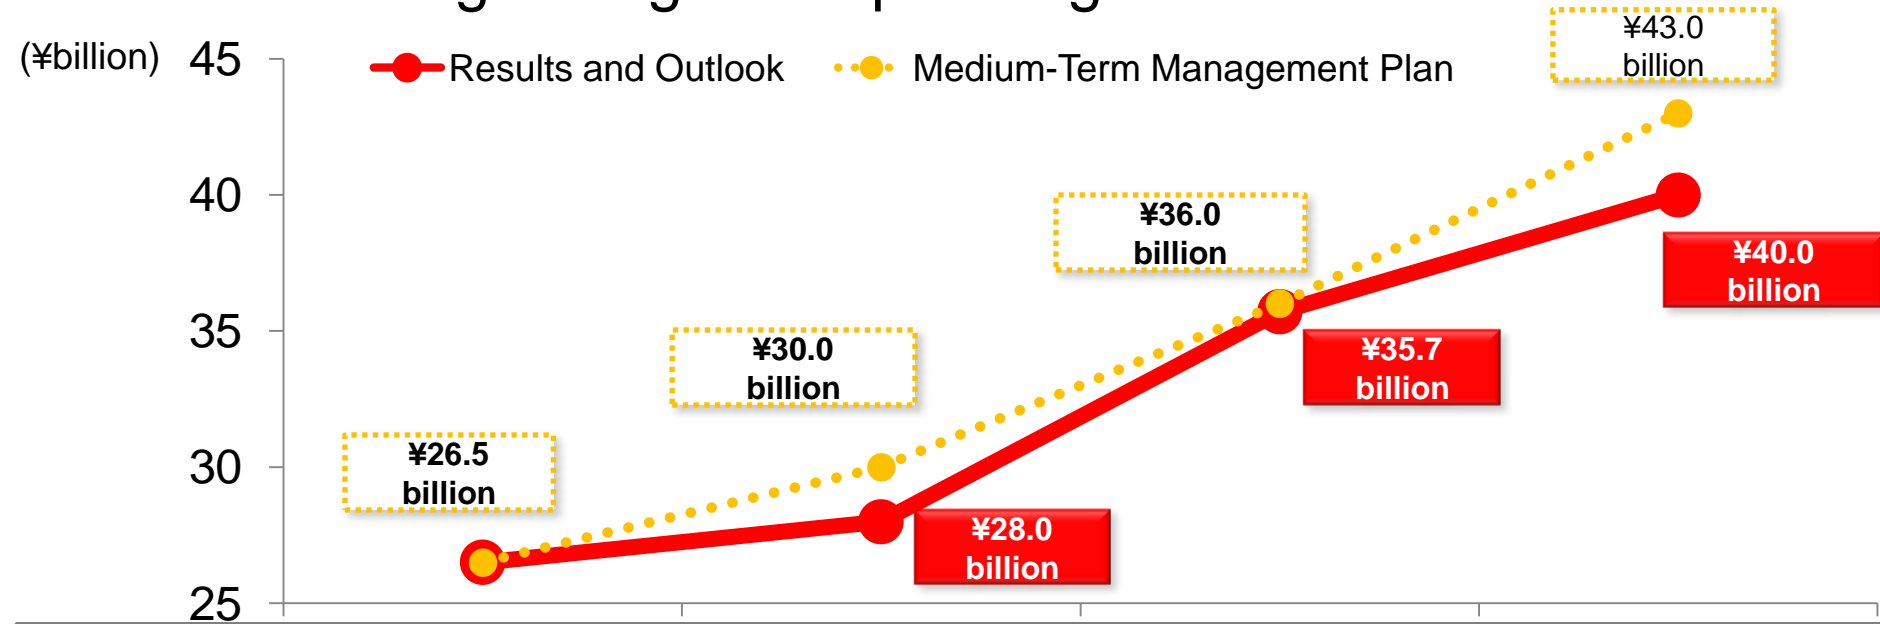 (¥billion)
45
Results and Outlook
Medium-Term Management Plan
¥43.0
billion
40
¥36.0
billion
¥40.0
billion
35
¥30.0
billion
¥35.7
billion
¥26.5
billion
30
¥28.0
billion
25